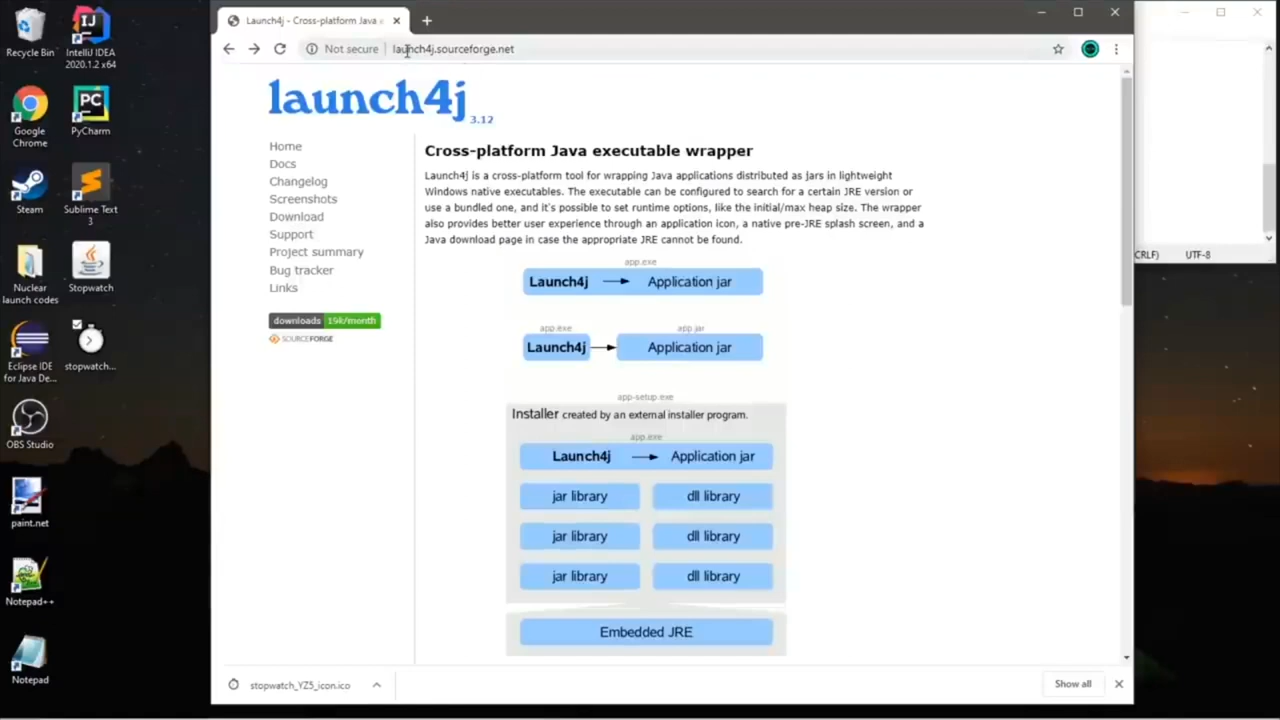 Recycle Bin
IntelliJ IDEA
2020.1.2 x64
Google
Chrome
PyCharm
Steam
Sublime Text
3
Nuclear
launch codes
Stopwatch
Eclipse IDE
for Java De...
stopwatch...
OBS Studio
paint.net
Notepad++
Notepad
Launch4j - Cross-platform Java e
Not secure | launch4j.sourceforge.net
launch4j 3.12
Home
Docs
Changelog
Screenshots
Download
Support
Project summary
Bug tracker
Links
downloads 194k/month
SOURCEFORGE
Cross-platform Java executable wrapper
Launch4j is a cross-platform tool for wrapping Java applications distributed as jars in lightweight
Windows native executables. The executable can be configured to search for a certain JRE version or
use a bundled one, and it's possible to set runtime options, like the initial/max heap size. The wrapper
also provides better user experience through an application icon, a native pre-JRE splash screen, and a
Java download page in case the appropriate JRE cannot be found.
app.exe
Launch4j Application jar
app.exe app.jar
Launch4j Application jar
app-setup.exe
Installer created by an external installer program.
app.exe
Launch4j Application jar
jar library dll library
jar library dll library
jar library dll library
Embedded JRE
stopwatch_YZ5_icon.ico
Show all
CRLF) UTF-8